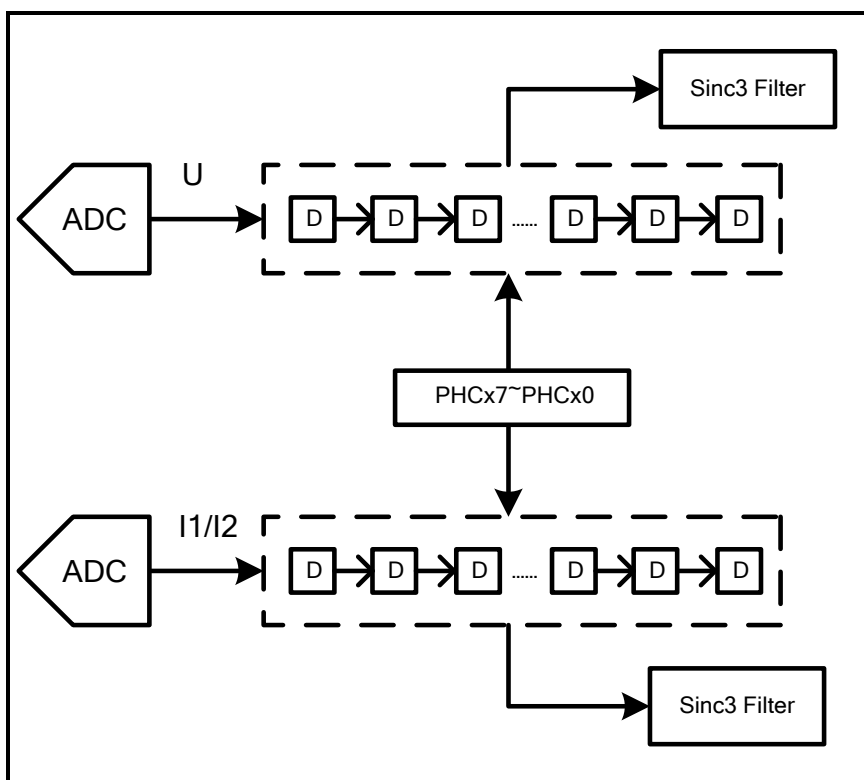 Sinc3 Filter
U
ADC
D D D ...... D D D
PHCx7~PHCx0
I1/I2
ADC
D D D ...... D D D
Sinc3 Filter